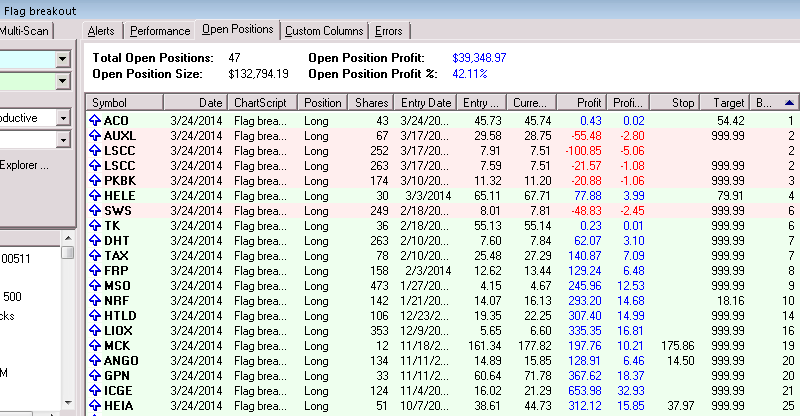 Flag breakout
Multi-Scan Alerts Performance Open Positions Custom Columns Errors
Total Open Positions: 47 Open Position Profit: $39,348.97
Open Position Size: $132,794.19 Open Position Profit %: 42.11%
Symbol Date ChartScript Position Shares Entry Date Entry ... Curre... Profit Profi... Stop Target B...
ACO 3/24/2014 Flag brea... Long 43 3/24/20... 45.73 45.74 0.43 0.02 54.42 1
AUXL 3/24/2014 Flag brea... Long 67 3/17/20... 29.58 28.75 -55.48 -2.80 999.99 2
LSCC 3/24/2014 Flag brea... Long 252 3/17/20... 7.91 7.51 -100.85 -5.06 2
LSCC 3/24/2014 Flag brea... Long 263 3/17/20... 7.59 7.51 -21.57 -1.08 999.99 2
PKBK 3/24/2014 Flag brea... Long 174 3/10/20... 11.32 11.20 -20.88 -1.06 999.99 3
HELE 3/24/2014 Flag brea... Long 30 3/3/2014 65.11 67.71 77.88 3.99 79.91 4
SWS 3/24/2014 Flag brea... Long 249 2/18/20... 8.01 7.81 -48.83 -2.45 999.99 6
TK 3/24/2014 Flag brea... Long 36 2/18/20... 55.13 55.14 0.23 0.01 999.99 6
DHT 3/24/2014 Flag brea... Long 263 2/10/20... 7.60 7.84 62.07 3.10 999.99 7
TAX 3/24/2014 Flag brea... Long 78 2/10/20... 25.48 27.29 140.87 7.09 999.99 7
FRP 3/24/2014 Flag brea... Long 158 2/3/2014 12.62 13.44 129.24 6.48 999.99 8
MSO 3/24/2014 Flag brea... Long 473 1/27/20... 4.15 4.67 245.96 12.53 999.99 9
NRF 3/24/2014 Flag brea... Long 142 1/21/20... 14.07 16.13 293.20 14.68 18.16 10
HTLD 3/24/2014 Flag brea... Long 106 12/23/2... 19.35 22.25 307.40 14.99 999.99 14
LIOX 3/24/2014 Flag brea... Long 353 12/9/20... 5.65 6.60 335.35 16.81 999.99 16
MCK 3/24/2014 Flag brea... Long 12 11/18/2... 161.34 177.82 197.76 10.21 175.86 999.99 19
ANGO 3/24/2014 Flag brea... Long 134 11/11/2... 14.89 15.85 128.91 6.46 14.50 999.99 20
GPN 3/24/2014 Flag brea... Long 33 11/11/2... 60.64 71.78 367.62 18.37 999.99 20
ICGE 3/24/2014 Flag brea... Long 124 11/4/20... 16.02 21.29 653.98 32.93 999.99 21
HEIA 3/24/2014 Flag brea... Long 51 10/7/20... 38.61 44.73 312.12 15.85 37.97 999.99 25
oductive
Explorer ...
00511
500
cks
M